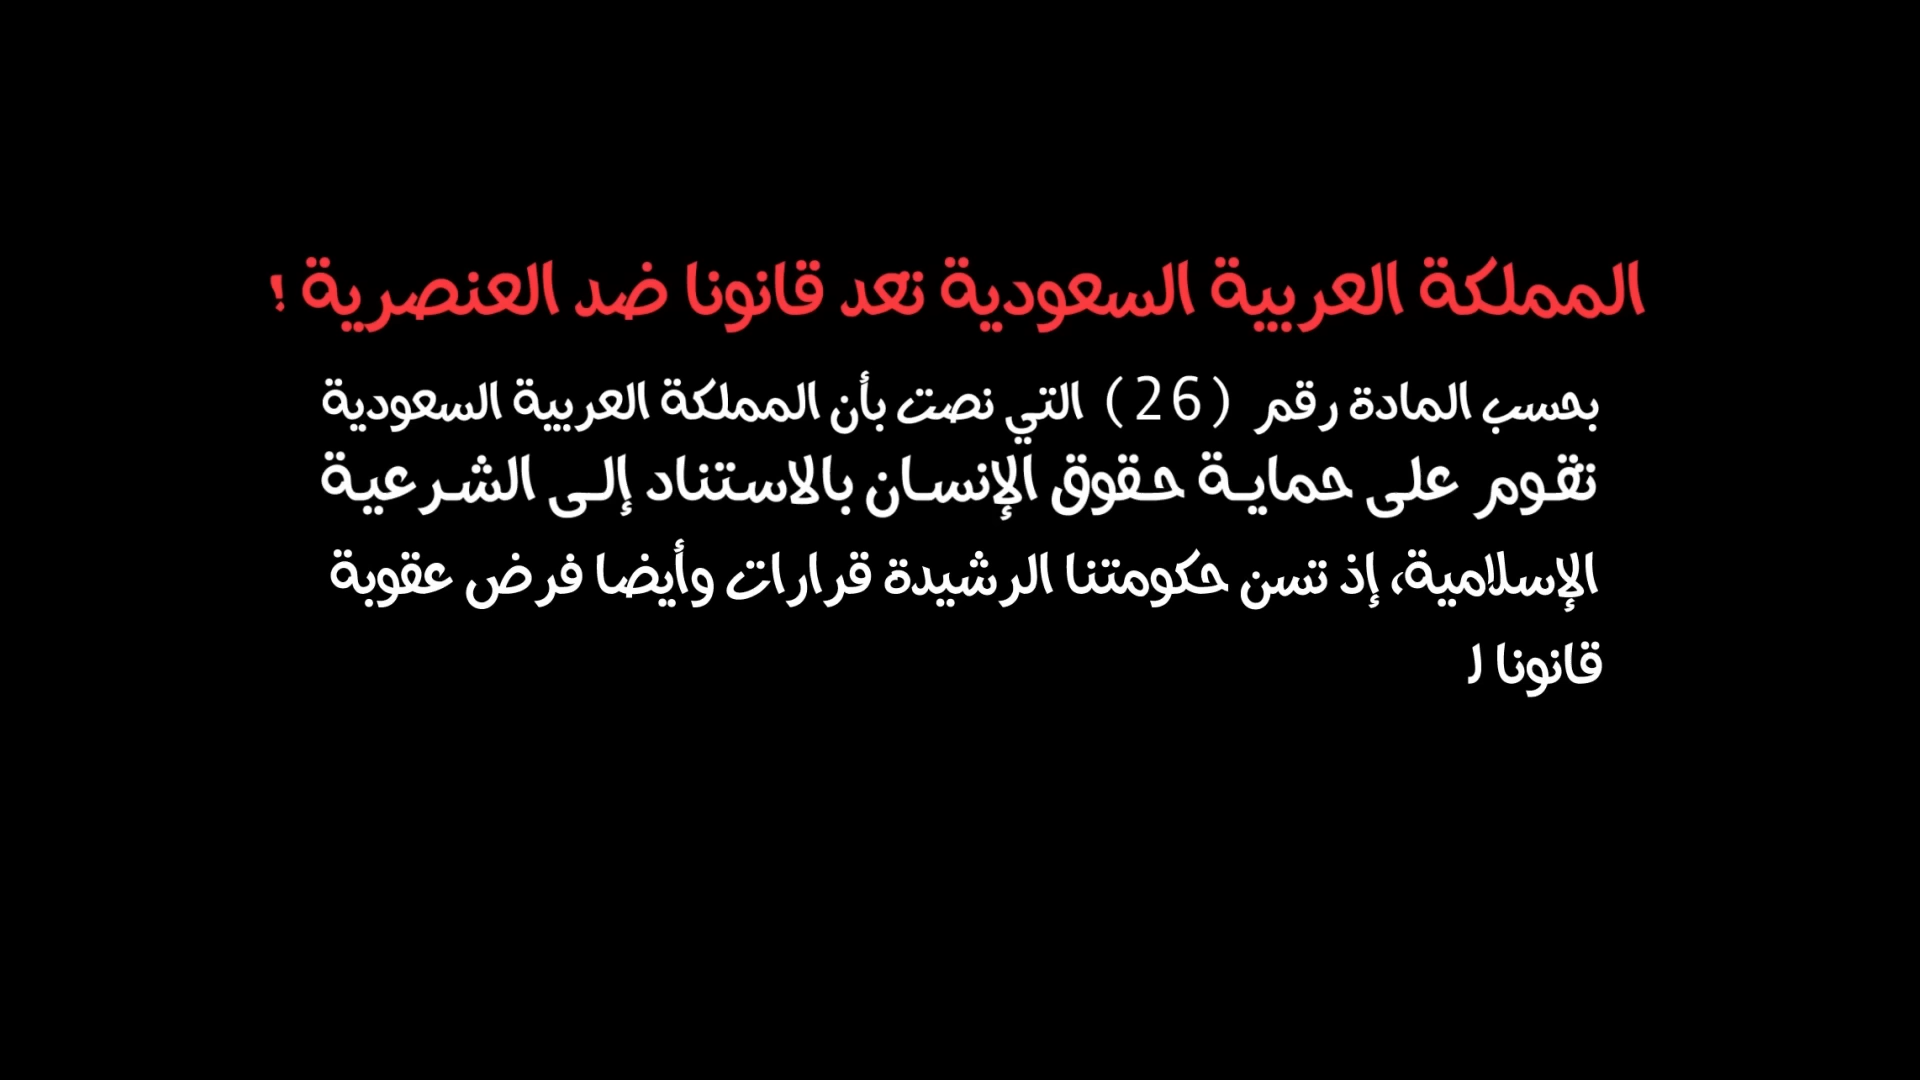 المملكة العربية السعودية تعد قانونا ضد العنصرية ؛
بحسب المادة رقم (26) التي نصت بأن المملكة العربية السعودية
تقوم على حماية حقوق الإنسان بالاستناد إلى الشرعية
الإسلامية، إذ تسن حكومتنا الرشيدة قرارات وأيضا فرض عقوبة
قانونا لـ